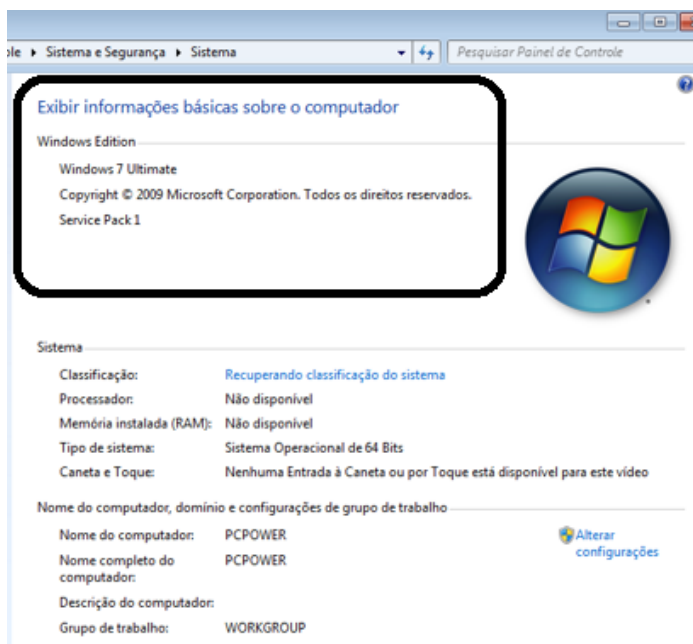 ole ▸ Sistema e Segurança ▸ Sistema
Pesquisar Painel de Controle
Exibir informações básicas sobre o computador
Windows Edition
Windows 7 Ultimate
Copyright © 2009 Microsoft Corporation. Todos os direitos reservados.
Service Pack 1
Sistema
Classificação: Recuperando classificação do sistema
Processador: Não disponível
Memória instalada (RAM): Não disponível
Tipo de sistema: Sistema Operacional de 64 Bits
Caneta e Toque: Nenhuma Entrada à Caneta ou por Toque está disponível para este vídeo
Nome do computador, domínio e configurações de grupo de trabalho
Nome do computador: PCPOWER
Alterar
configurações
Nome completo do PCPOWER
computador:
Descrição do computador:
Grupo de trabalho: WORKGROUP